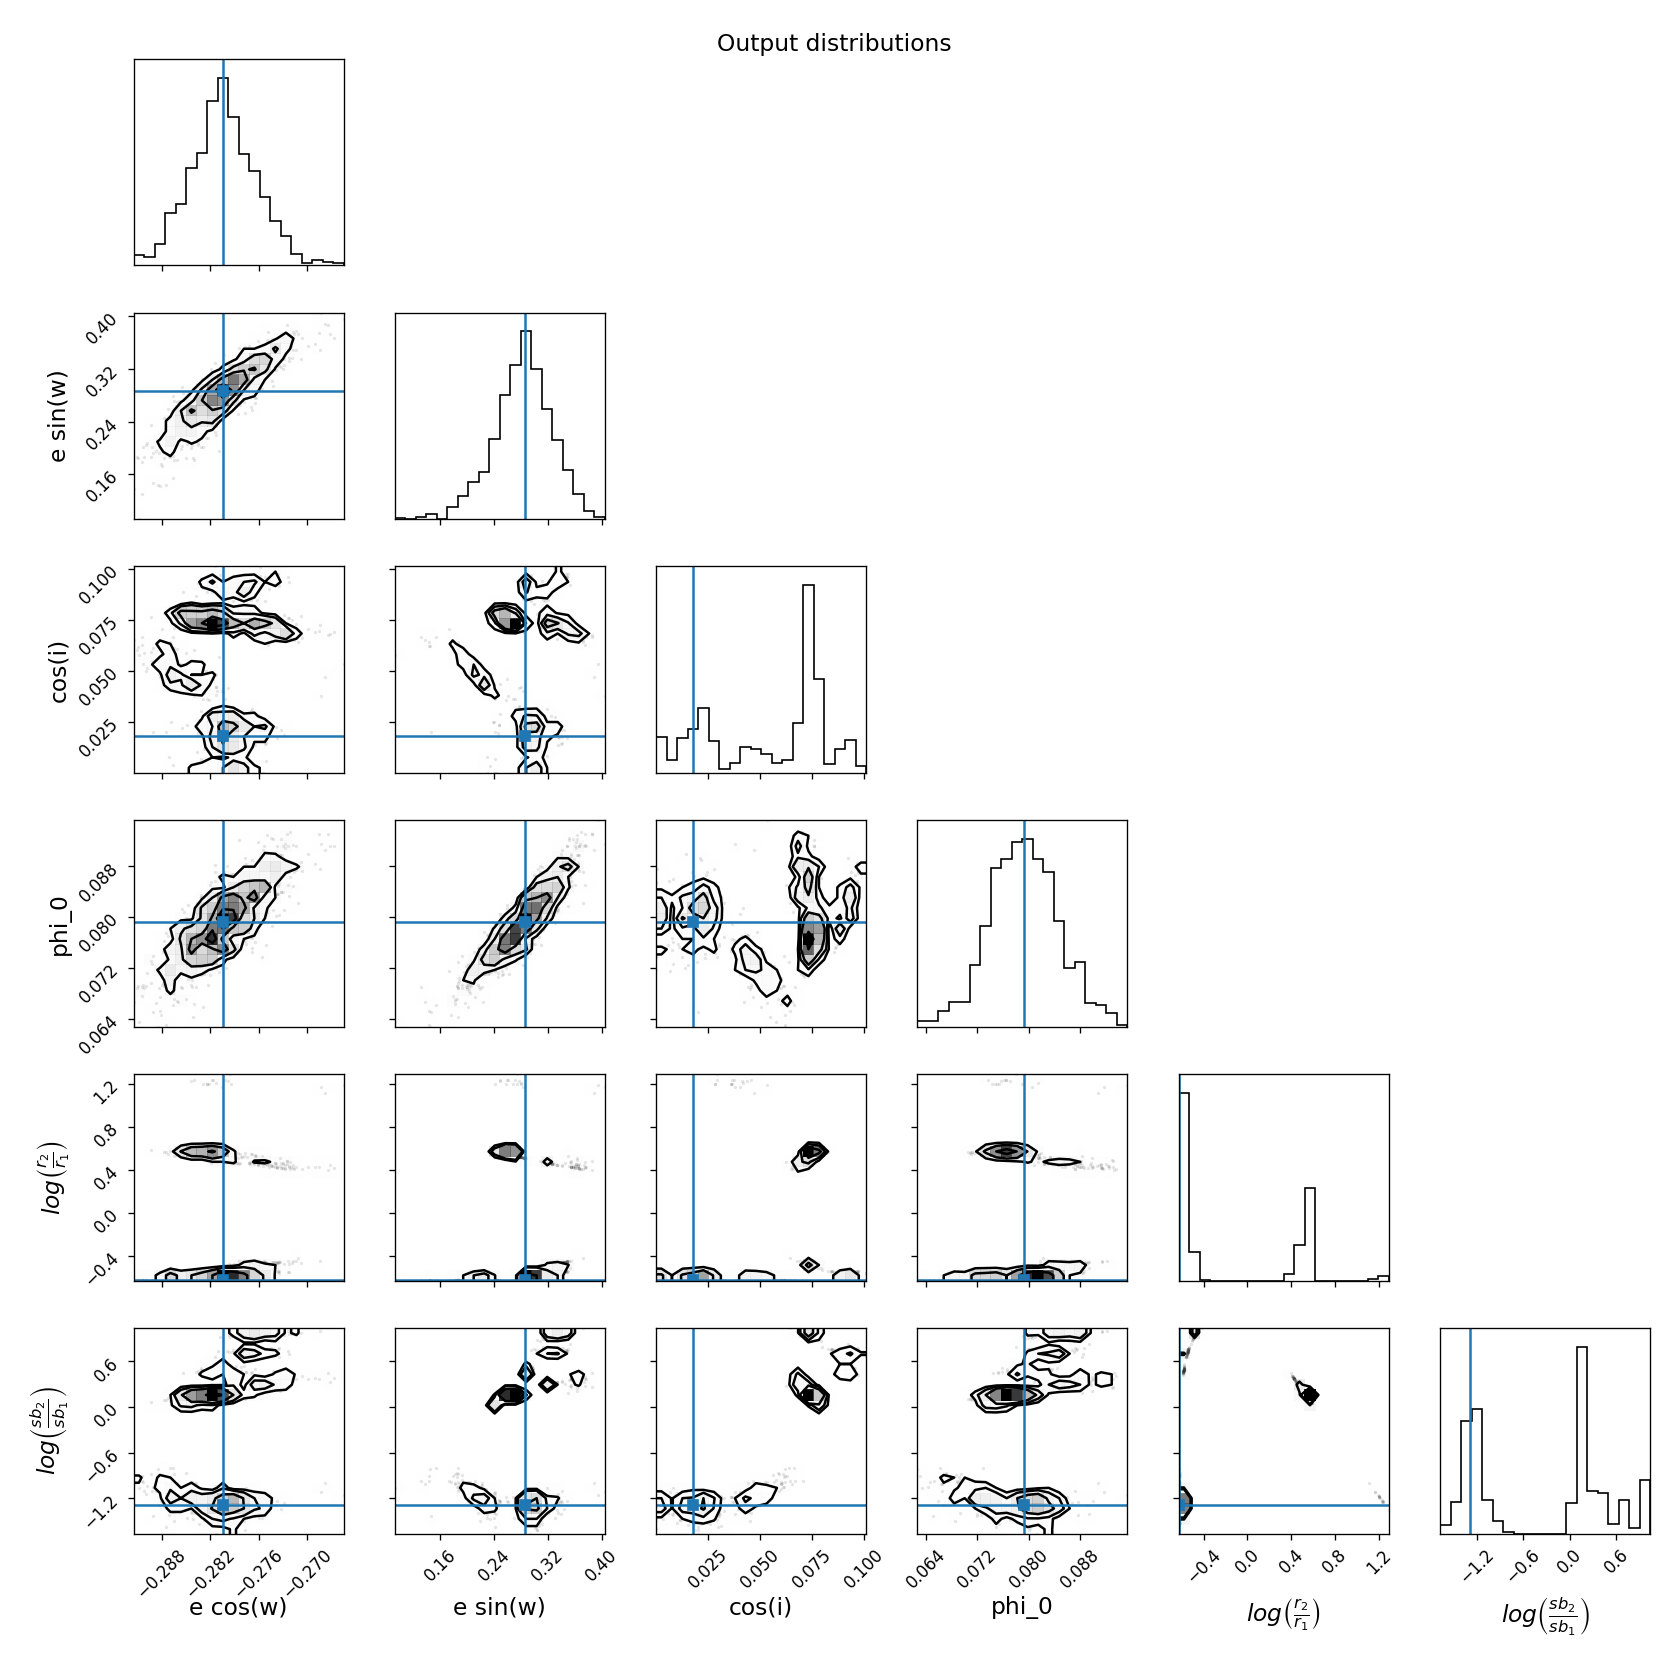 Output distributions
0.40
0.32
0.24
0.16
e sin(w)
0.100
0.075
0.050
0.025
cos(i)
0.088
0.080
0.072
0.064
phi_0
1.2
0.8
0.4
0.0
−0.4
log(r₂/r₁)
0.6
0.0
−0.6
−1.2
log(sb₂/sb₁)
−0.288 −0.282 −0.276 −0.270
0.16 0.24 0.32 0.40
0.025 0.050 0.075 0.100
0.064 0.072 0.080 0.088
−0.4 0.0 0.4 0.8 1.2
−1.2 −0.6 0.0 0.6
e cos(w) e sin(w) cos(i) phi_0 log(r₂/r₁) log(sb₂/sb₁)